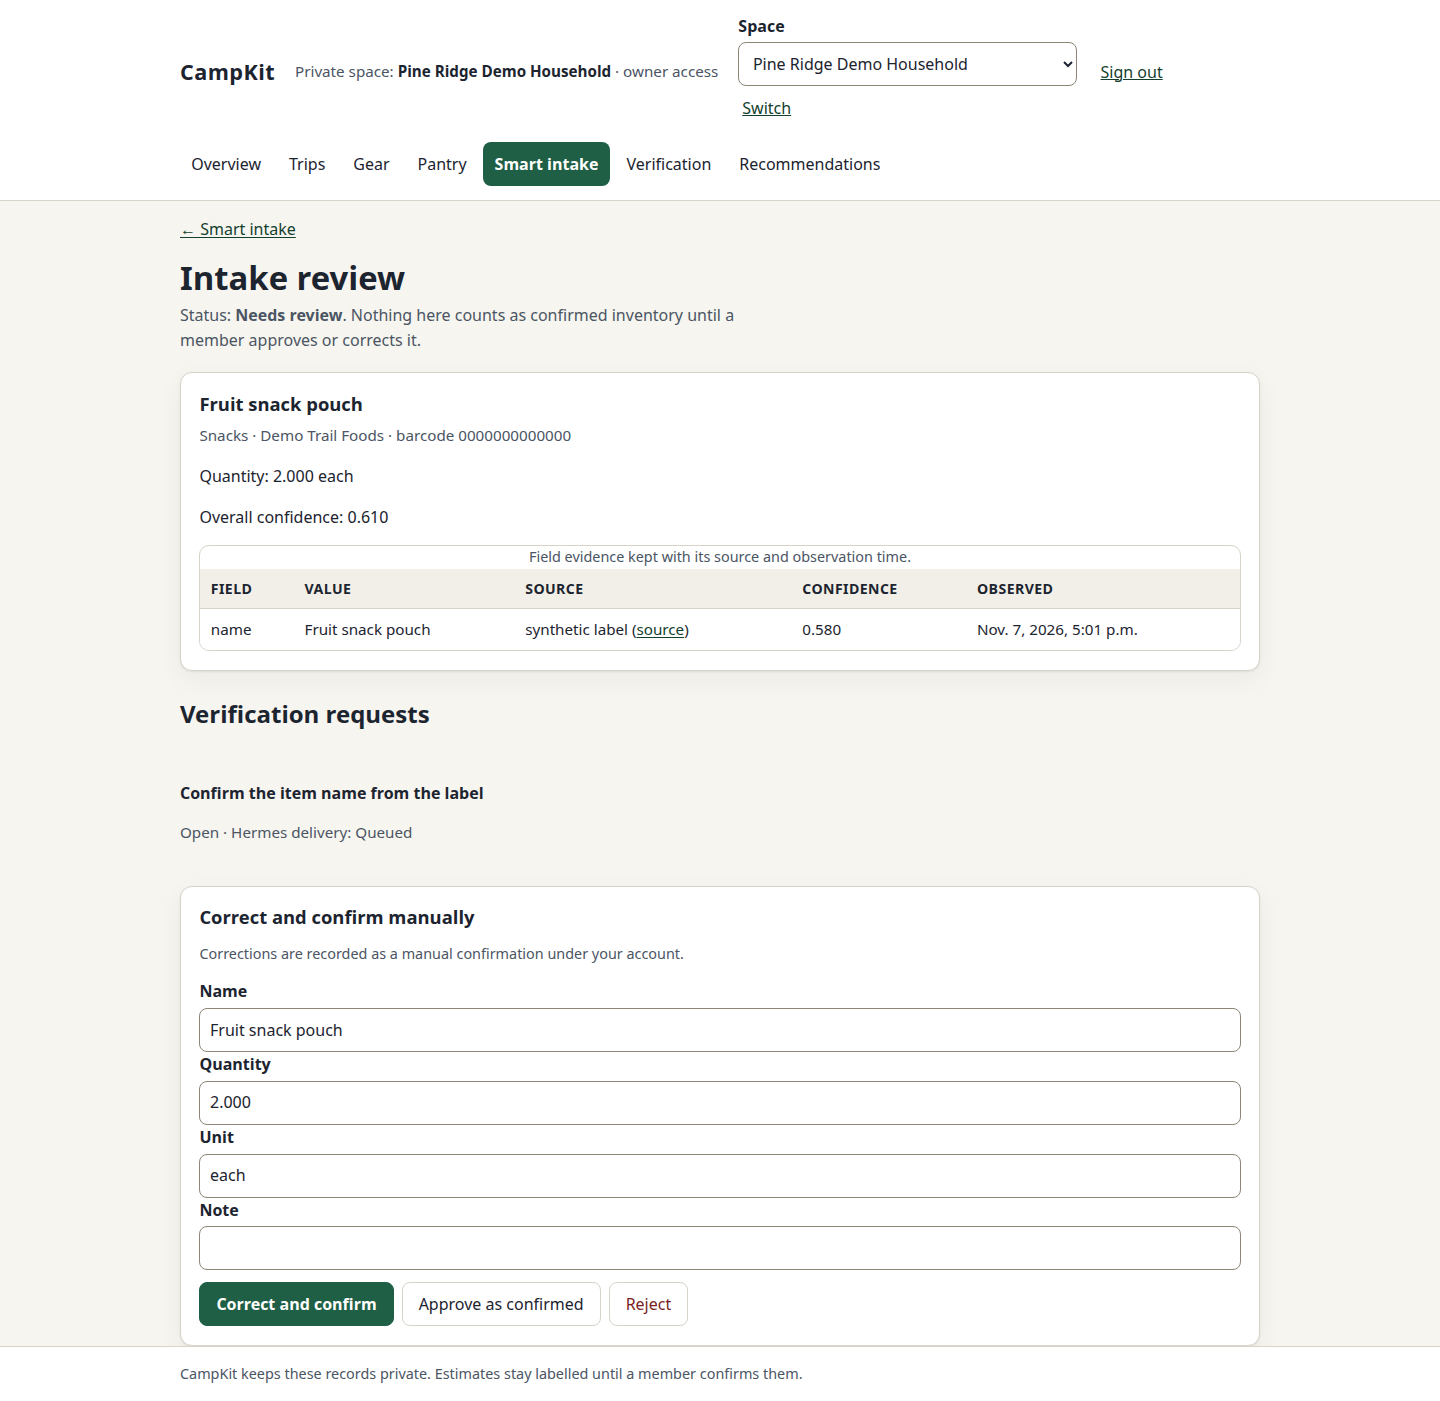 CampKit
Private space: Pine Ridge Demo Household · owner access
Space
Pine Ridge Demo Household
Switch
Sign out
Overview
Trips
Gear
Pantry
Smart intake
Verification
Recommendations
← Smart intake
Intake review
Status: Needs review. Nothing here counts as confirmed inventory until a
member approves or corrects it.
Fruit snack pouch
Snacks · Demo Trail Foods · barcode 0000000000000
Quantity: 2.000 each
Overall confidence: 0.610
Field evidence kept with its source and observation time.
FIELD VALUE SOURCE CONFIDENCE OBSERVED
name Fruit snack pouch synthetic label (source) 0.580 Nov. 7, 2026, 5:01 p.m.
Verification requests
Confirm the item name from the label
Open · Hermes delivery: Queued
Correct and confirm manually
Corrections are recorded as a manual confirmation under your account.
Name
Fruit snack pouch
Quantity
2.000
Unit
each
Note
Correct and confirm
Approve as confirmed
Reject
CampKit keeps these records private. Estimates stay labelled until a member confirms them.